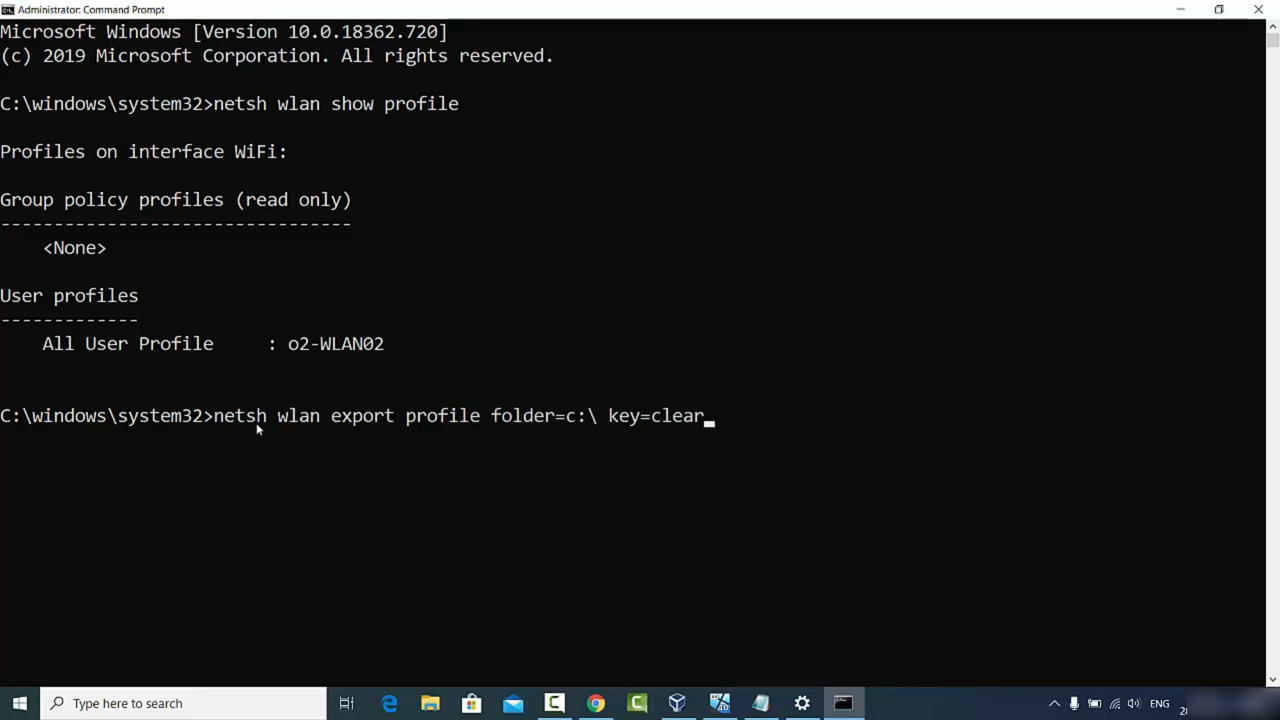 Administrator: Command Prompt
Microsoft Windows [Version 10.0.18362.720]
(c) 2019 Microsoft Corporation. All rights reserved.
C:\windows\system32>netsh wlan show profile
Profiles on interface WiFi:
Group policy profiles (read only)
---------------------------------
<None>
User profiles
-------------
All User Profile     : o2-WLAN02
C:\windows\system32>netsh wlan export profile folder=c:\ key=clear_
Type here to search
ENG